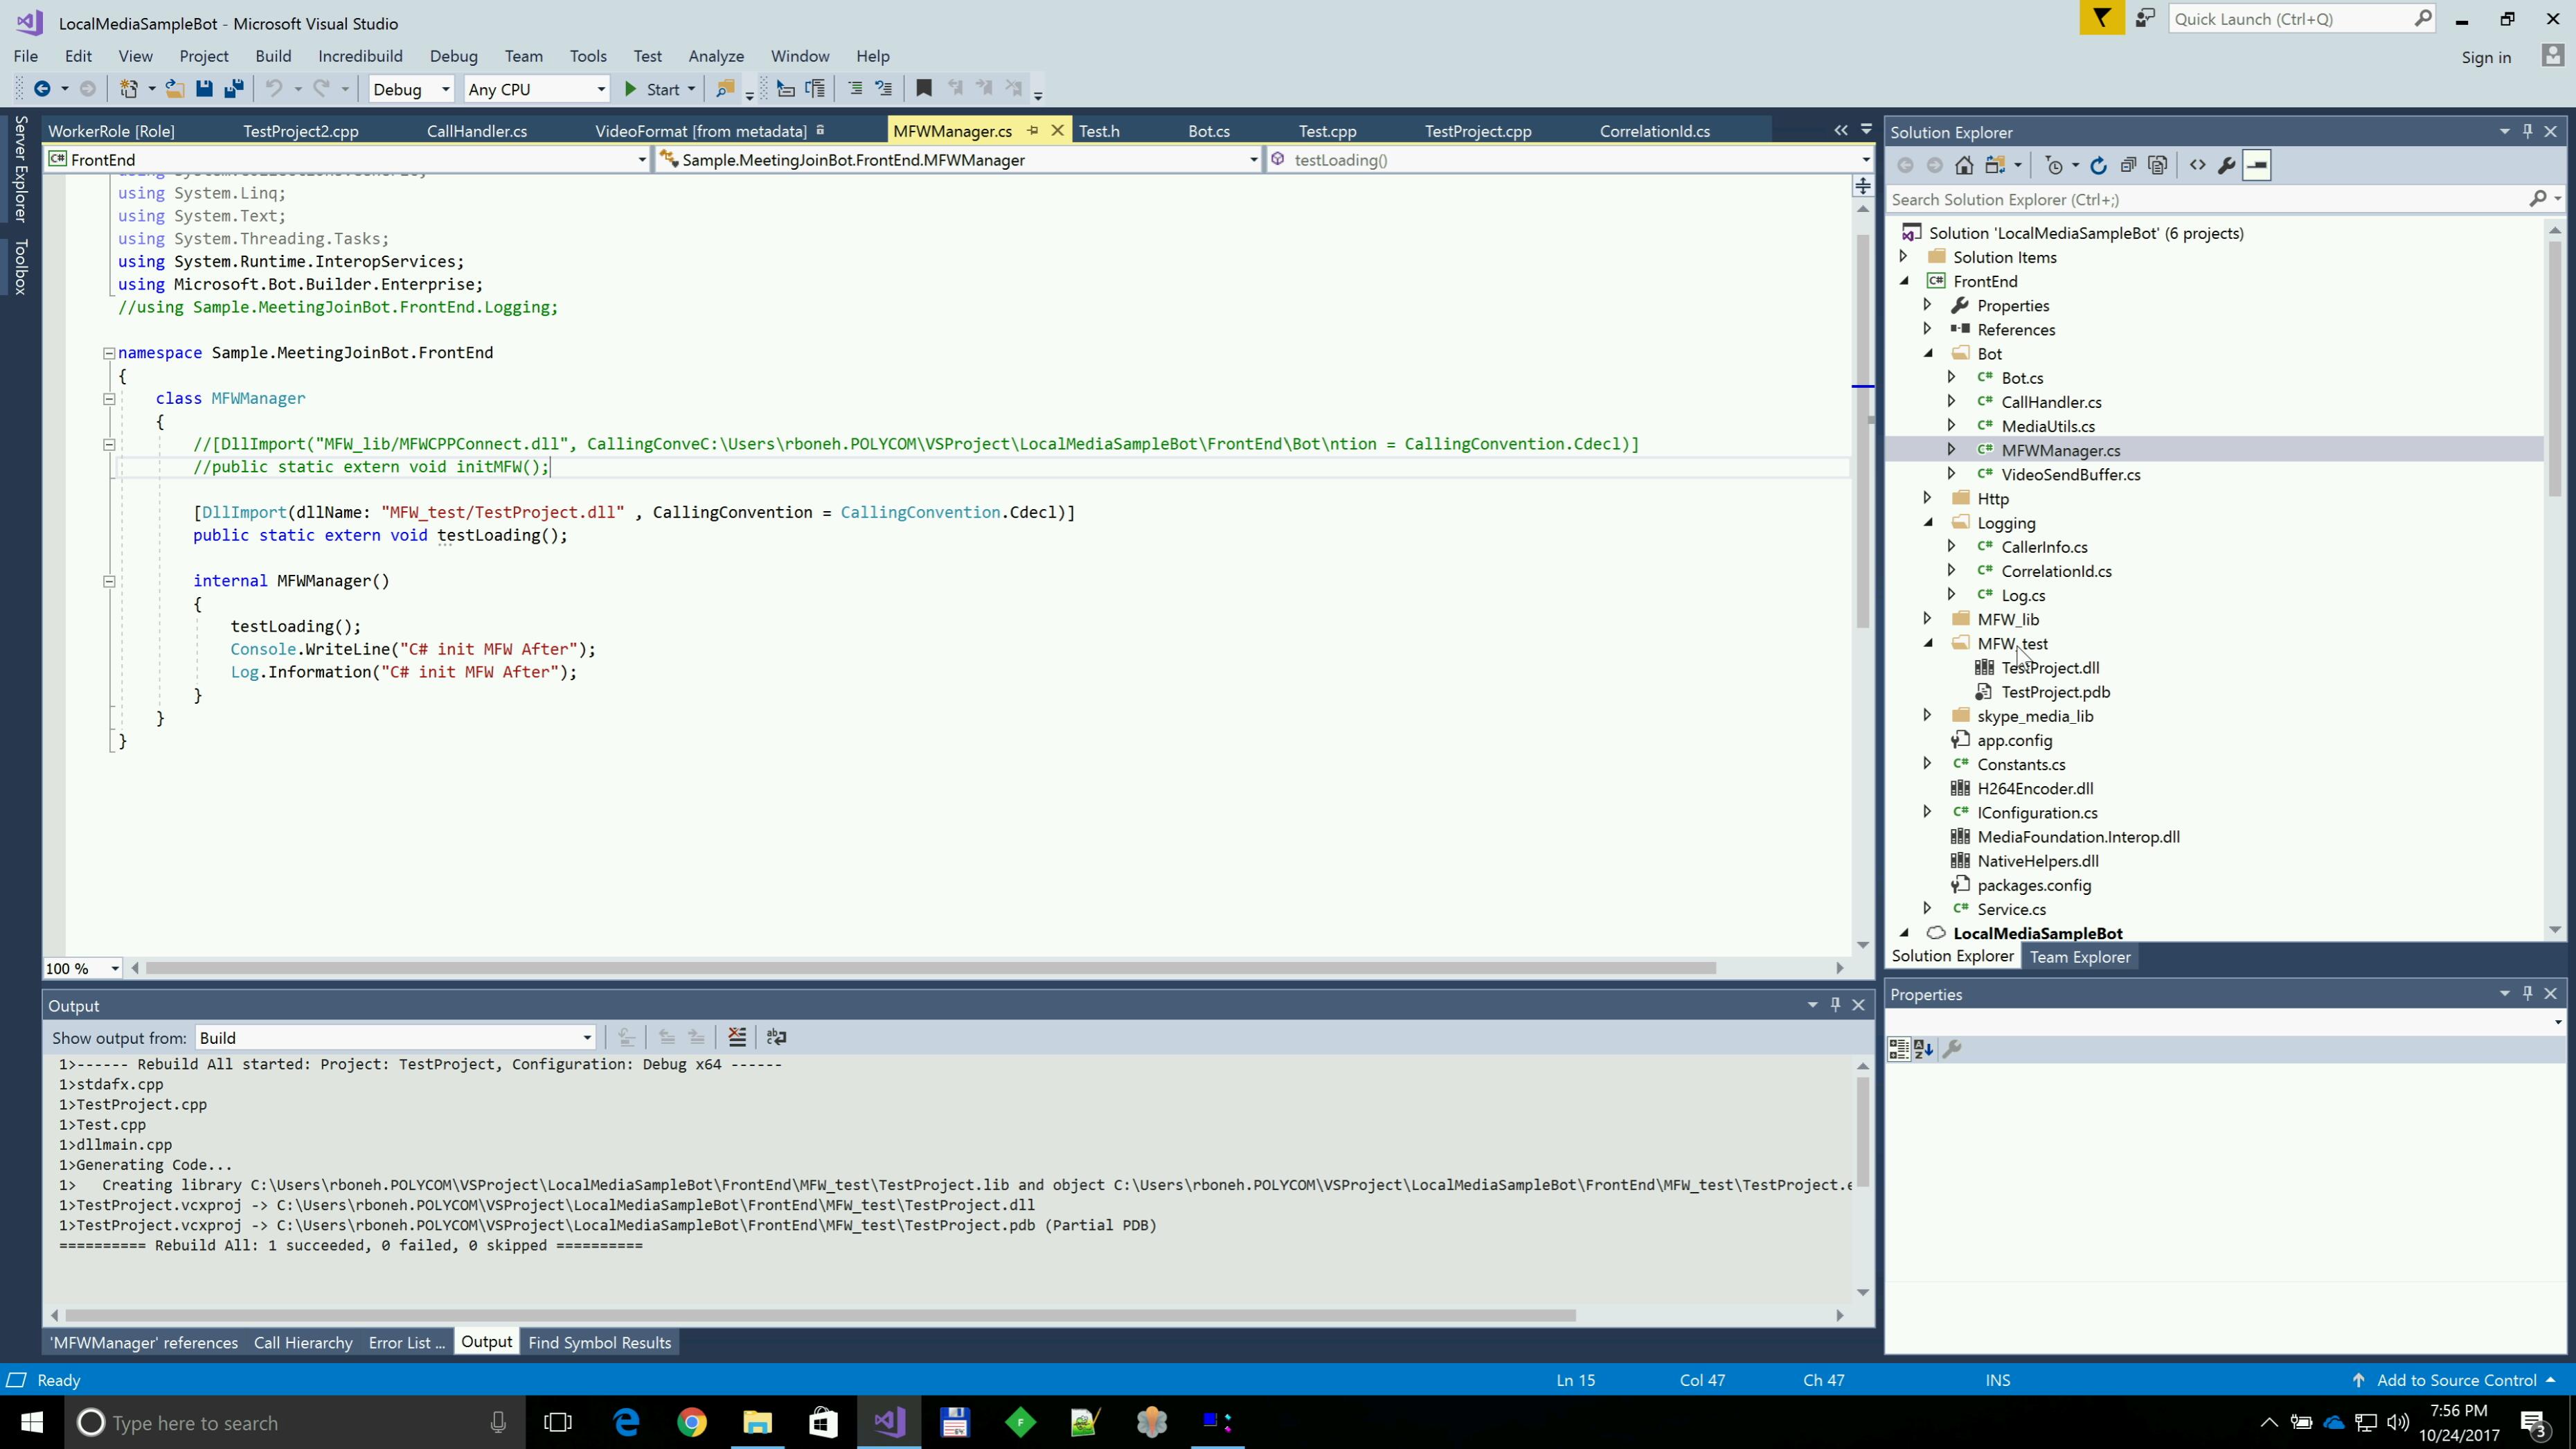 LocalMediaSampleBot - Microsoft Visual Studio
Quick Launch (Ctrl+Q)
File Edit View Project Build Incredibuild Debug Team Tools Test Analyze Window Help
Sign in
Debug Any CPU Start
Server Explorer
Toolbox
WorkerRole [Role] TestProject2.cpp CallHandler.cs VideoFormat [from metadata] MFWManager.cs Test.h Bot.cs Test.cpp TestProject.cpp CorrelationId.cs
FrontEnd Sample.MeetingJoinBot.FrontEnd.MFWManager testLoading()
using System.Linq;
using System.Text;
using System.Threading.Tasks;
using System.Runtime.InteropServices;
using Microsoft.Bot.Builder.Enterprise;
//using Sample.MeetingJoinBot.FrontEnd.Logging;
namespace Sample.MeetingJoinBot.FrontEnd
{
class MFWManager
{
//[DllImport("MFW_lib/MFWCPPConnect.dll", CallingConveC:\Users\rboneh.POLYCOM\VSProject\LocalMediaSampleBot\FrontEnd\Bot\ntion = CallingConvention.Cdecl)]
//public static extern void initMFW();
[DllImport(dllName: "MFW_test/TestProject.dll" , CallingConvention = CallingConvention.Cdecl)]
public static extern void testLoading();
internal MFWManager()
{
testLoading();
Console.WriteLine("C# init MFW After");
Log.Information("C# init MFW After");
}
}
}
100 %
Output
Show output from: Build
1>------ Rebuild All started: Project: TestProject, Configuration: Debug x64 ------
1>stdafx.cpp
1>TestProject.cpp
1>Test.cpp
1>dllmain.cpp
1>Generating Code...
1>   Creating library C:\Users\rboneh.POLYCOM\VSProject\LocalMediaSampleBot\FrontEnd\MFW_test\TestProject.lib and object C:\Users\rboneh.POLYCOM\VSProject\LocalMediaSampleBot\FrontEnd\MFW_test\TestProject.e
1>TestProject.vcxproj -> C:\Users\rboneh.POLYCOM\VSProject\LocalMediaSampleBot\FrontEnd\MFW_test\TestProject.dll
1>TestProject.vcxproj -> C:\Users\rboneh.POLYCOM\VSProject\LocalMediaSampleBot\FrontEnd\MFW_test\TestProject.pdb (Partial PDB)
========== Rebuild All: 1 succeeded, 0 failed, 0 skipped ==========
'MFWManager' references Call Hierarchy Error List ... Output Find Symbol Results
Solution Explorer
Search Solution Explorer (Ctrl+;)
Solution 'LocalMediaSampleBot' (6 projects)
Solution Items
C# FrontEnd
Properties
References
Bot
C# Bot.cs
C# CallHandler.cs
C# MediaUtils.cs
C# MFWManager.cs
C# VideoSendBuffer.cs
Http
Logging
C# CallerInfo.cs
C# CorrelationId.cs
C# Log.cs
MFW_lib
MFW_test
TestProject.dll
TestProject.pdb
skype_media_lib
app.config
C# Constants.cs
H264Encoder.dll
C# IConfiguration.cs
MediaFoundation.Interop.dll
NativeHelpers.dll
packages.config
C# Service.cs
LocalMediaSampleBot
Solution Explorer Team Explorer
Properties
Ready Ln 15 Col 47 Ch 47 INS Add to Source Control
Type here to search
7:56 PM
10/24/2017
3